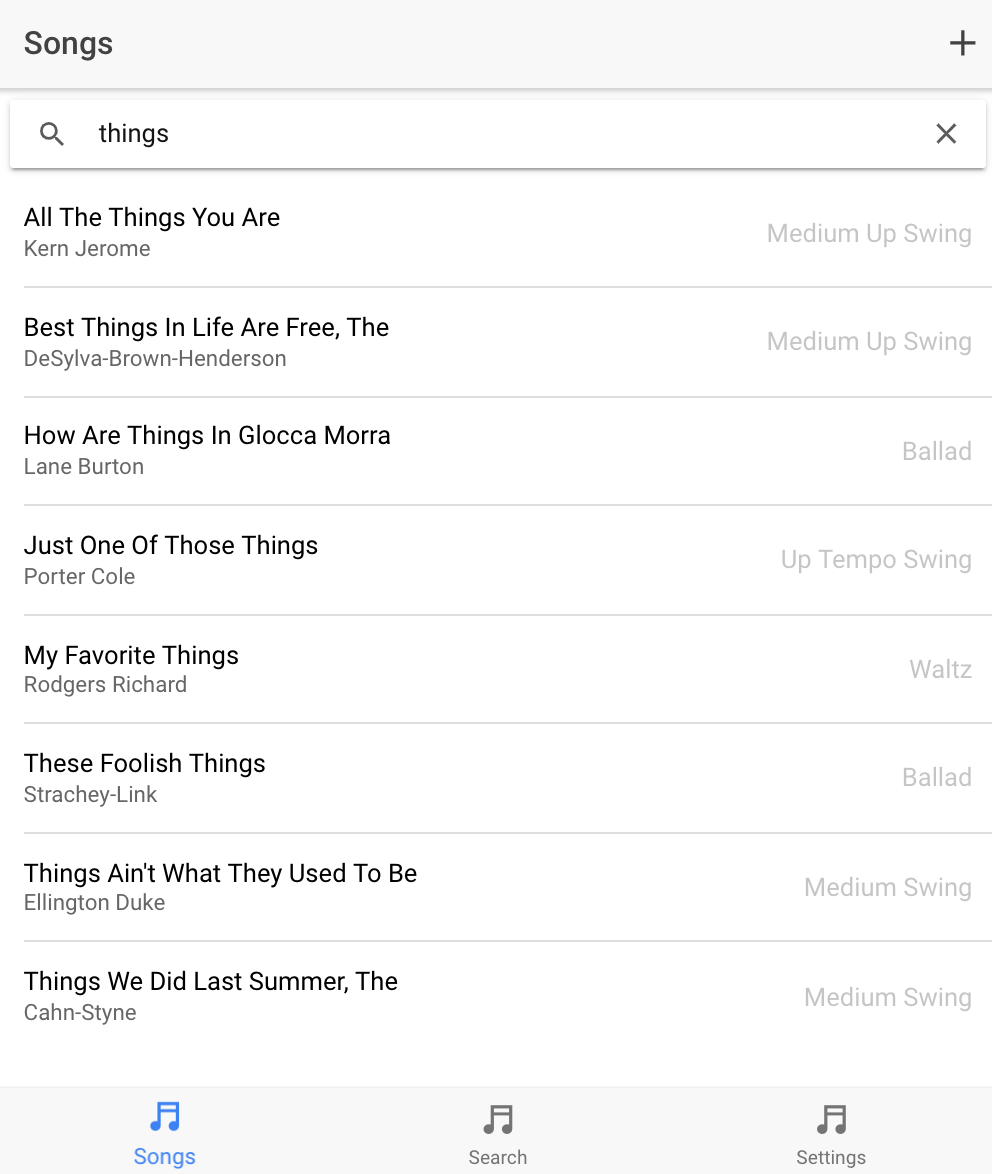 Songs
things
All The Things You Are
Kern Jerome
Medium Up Swing
Best Things In Life Are Free, The
DeSylva-Brown-Henderson
Medium Up Swing
How Are Things In Glocca Morra
Lane Burton
Ballad
Just One Of Those Things
Porter Cole
Up Tempo Swing
My Favorite Things
Rodgers Richard
Waltz
These Foolish Things
Strachey-Link
Ballad
Things Ain't What They Used To Be
Ellington Duke
Medium Swing
Things We Did Last Summer, The
Cahn-Styne
Medium Swing
Songs
Search
Settings